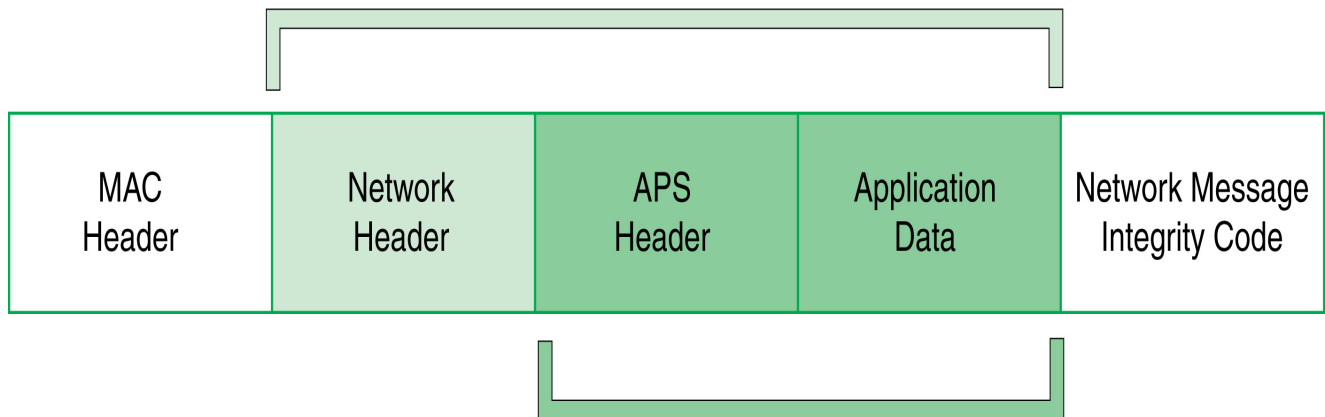 MAC
Header
Network
Header
APS
Header
Application
Data
Network Message
Integrity Code